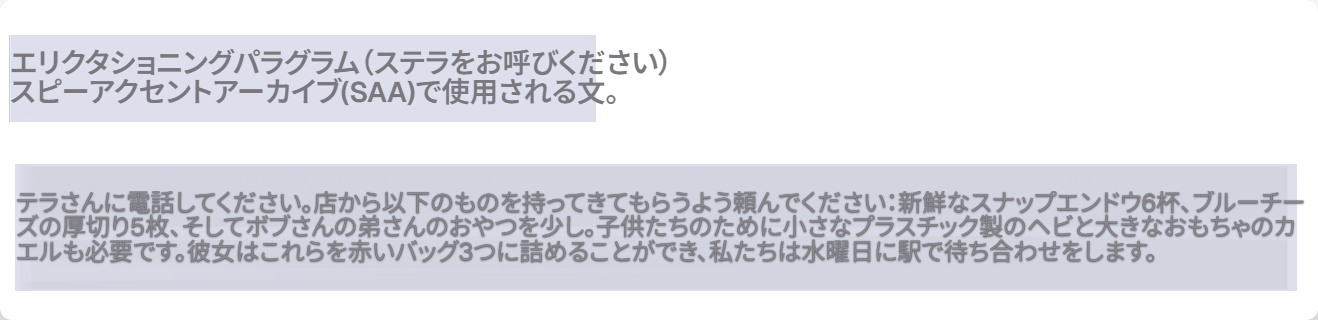 エリクタショニングパラグラム（ステラをお呼びください）
スピーアクセントアーカイブ(SAA)で使用される文。
テラさんに電話してください。店から以下のものを持ってきてもらうよう頼んでください：新鮮なスナップエンドウ6杯、ブルーチー
ズの厚切り5枚、そしてボブさんの弟さんのおやつを少し。子供たちのために小さなプラスチック製のヘビと大きなおもちゃのカ
エルも必要です。彼女はこれらを赤いバッグ3つに詰めることができ、私たちは水曜日に駅で待ち合わせをします。